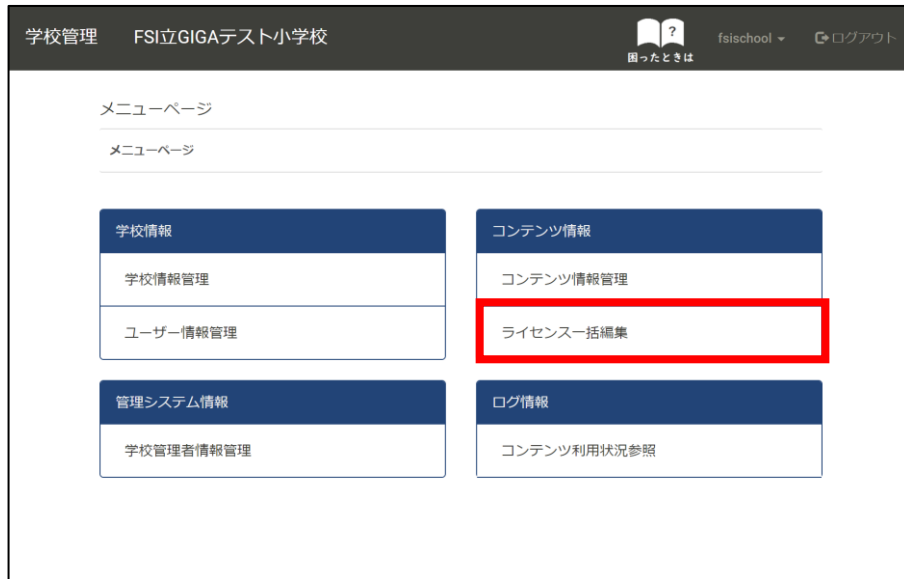 学校管理 FSI立GIGAテスト小学校
?
困ったときは
fsischool
ログアウト
メニューページ
メニューページ
学校情報
学校情報管理
ユーザー情報管理
コンテンツ情報
コンテンツ情報管理
ライセンス一括編集
管理システム情報
学校管理者情報管理
ログ情報
コンテンツ利用状況参照